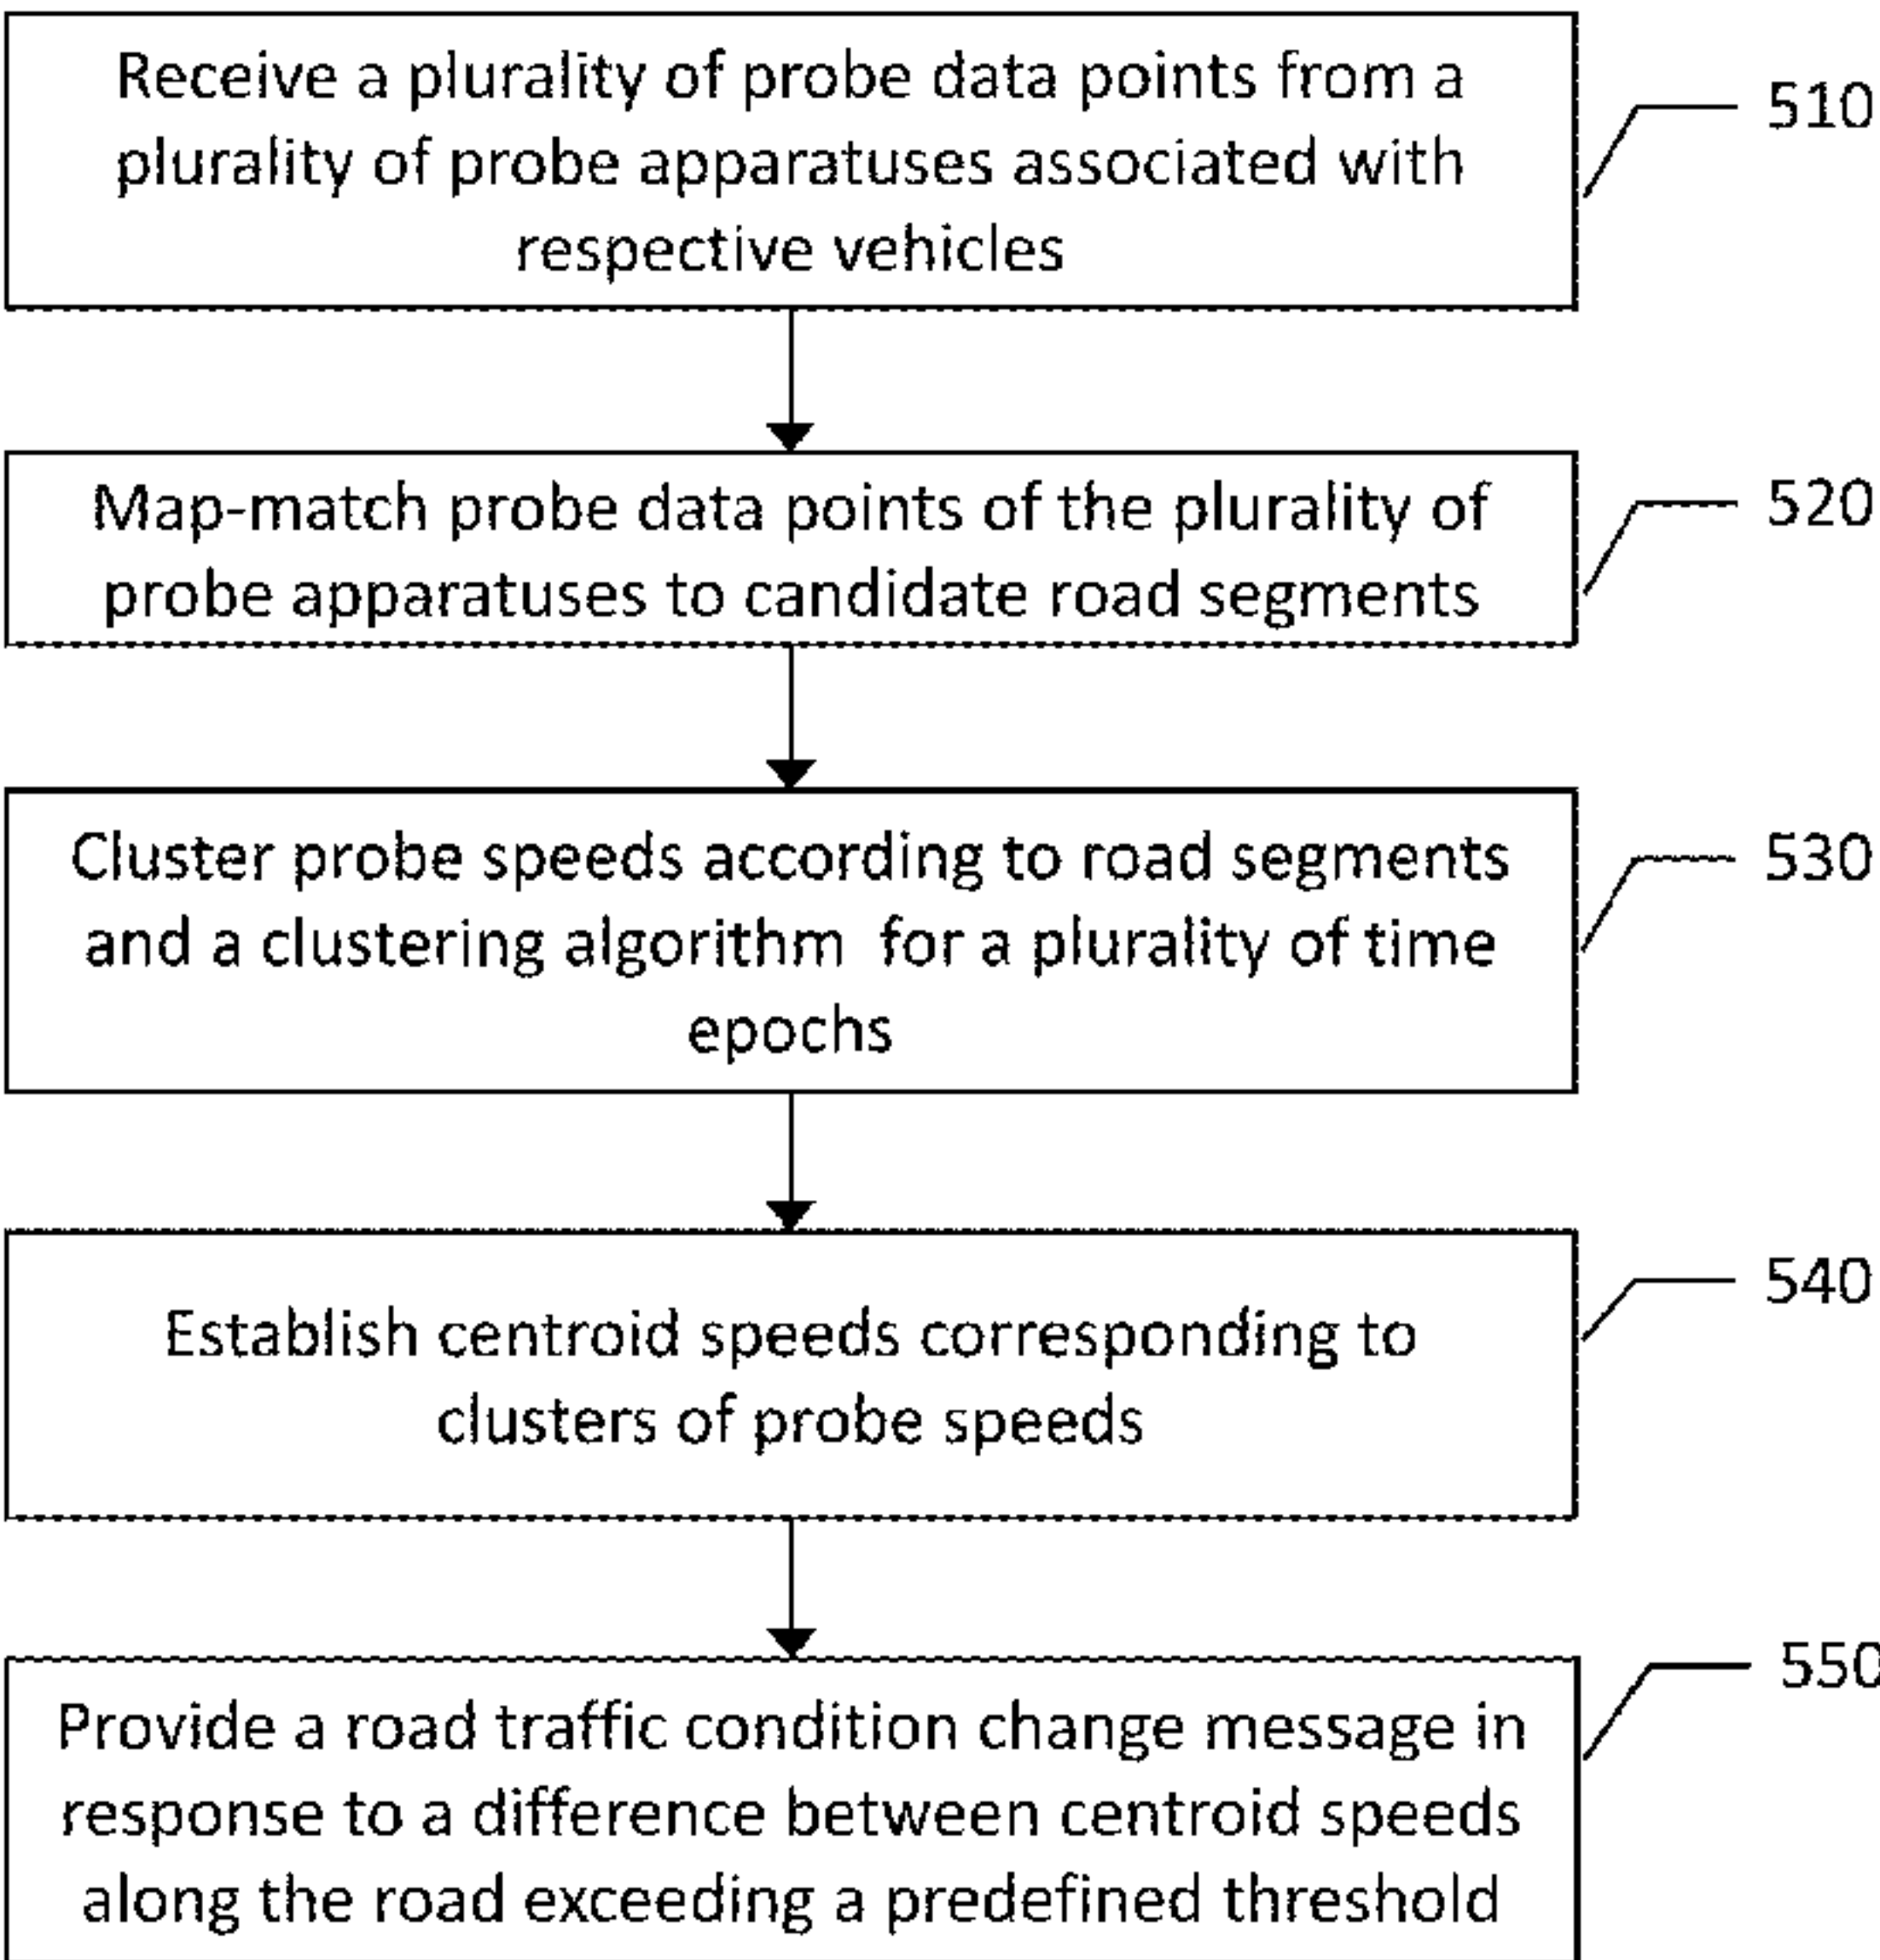 Receive a plurality of probe data points from a
plurality of probe apparatuses associated with
respective vehicles
510
Map-match probe data points of the plurality of
probe apparatuses to candidate road segments
520
Cluster probe speeds according to road segments
and a clustering algorithm for a plurality of time
epochs
530
Establish centroid speeds corresponding to
clusters of probe speeds
540
Provide a road traffic condition change message in
response to a difference between centroid speeds
along the road exceeding a predefined threshold
550